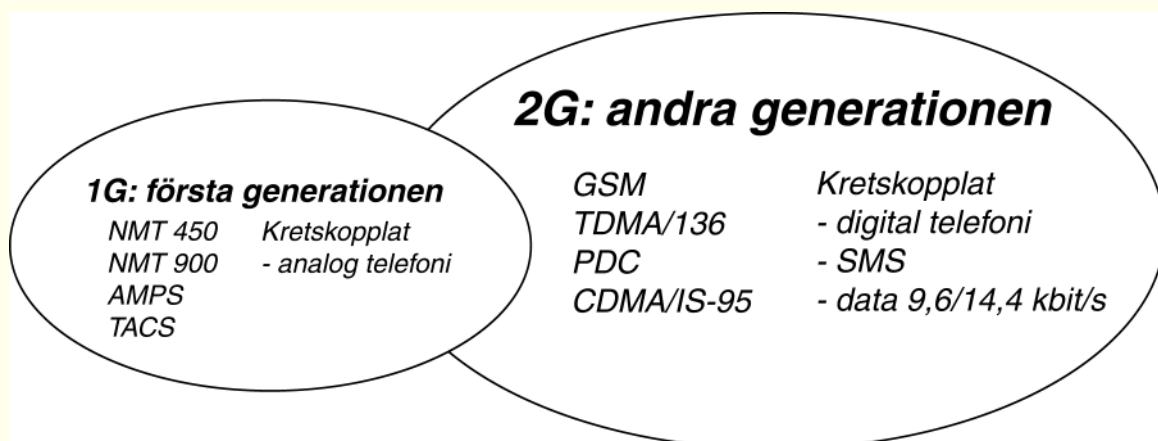 2G: andra generationen
1G: första generationen
NMT 450 Kretskopplat
NMT 900 - analog telefoni
AMPS
TACS
GSM Kretskopplat
TDMA/136 - digital telefoni
PDC - SMS
CDMA/IS-95 - data 9,6/14,4 kbit/s